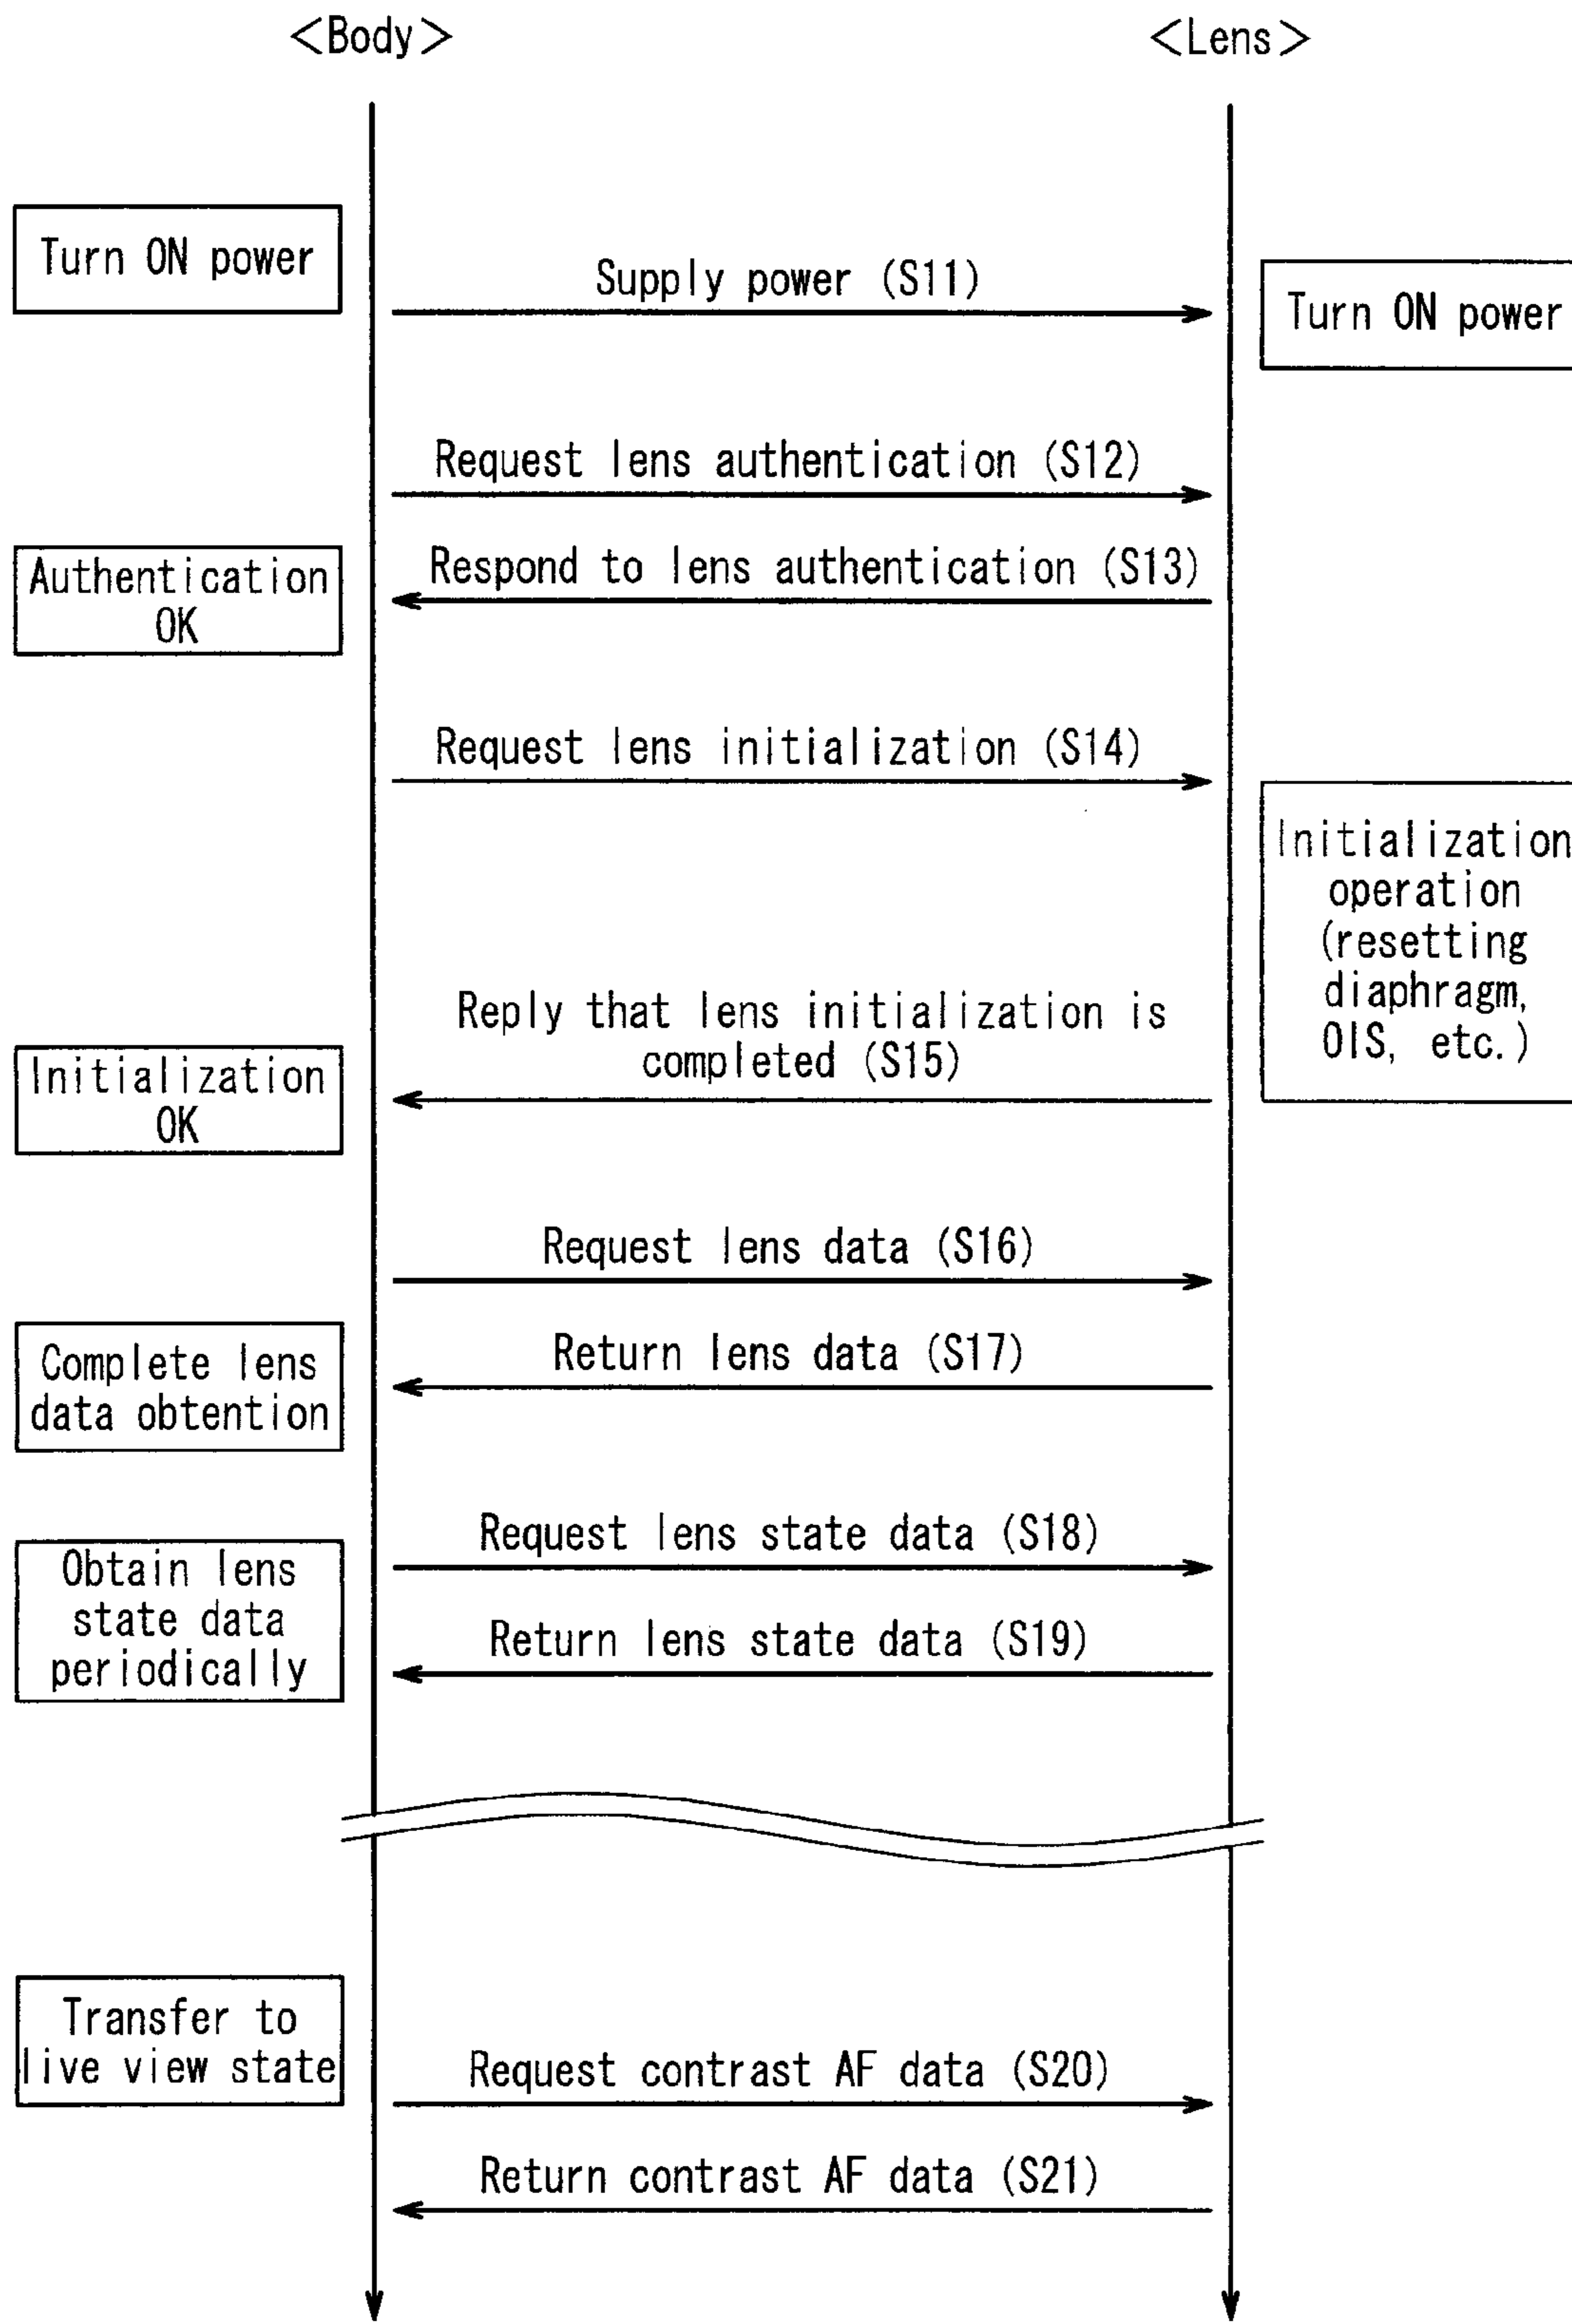 <Body>
<Lens>
Turn ON power
Supply power (S11)
Turn ON power
Request lens authentication (S12)
Authentication
OK
Respond to lens authentication (S13)
Request lens initialization (S14)
Initialization
operation
(resetting
diaphragm,
OIS, etc.)
Reply that lens initialization is
completed (S15)
Initialization
OK
Request lens data (S16)
Complete lens
data obtention
Return lens data (S17)
Request lens state data (S18)
Obtain lens
state data
periodically
Return lens state data (S19)
Transfer to
live view state
Request contrast AF data (S20)
Return contrast AF data (S21)